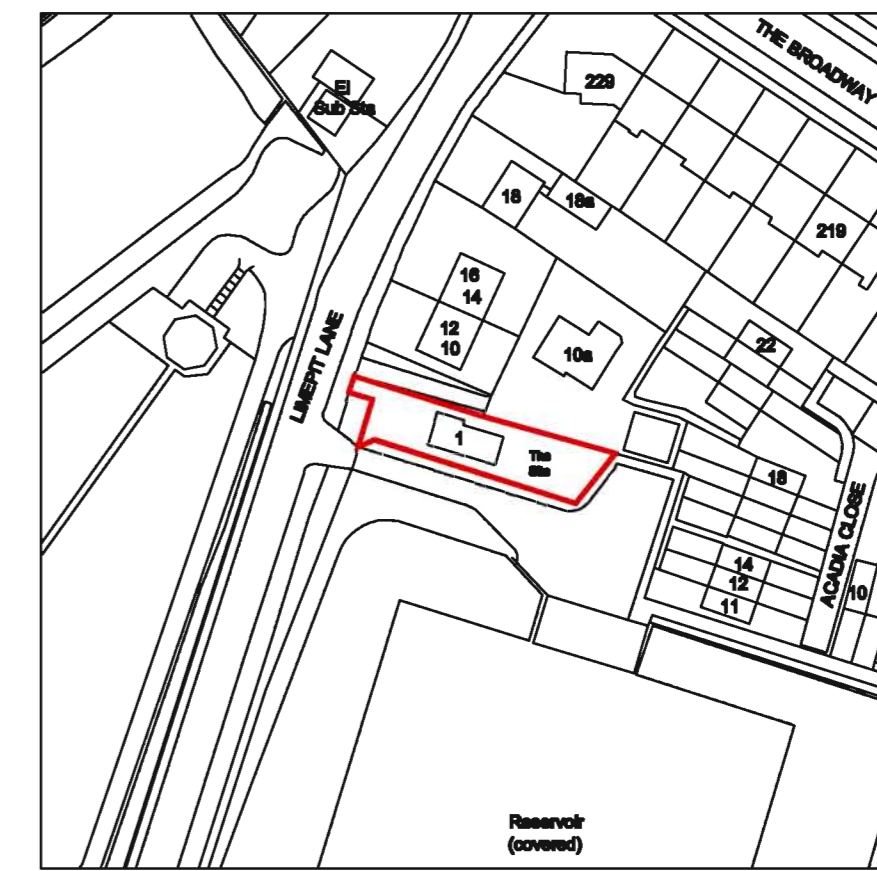 THE BROADWAY
El
Sub Sta
229
18
18a
219
16
14
12
10
10a
22
LIMEPIT LANE
1
The
Site
18
ACADIA CLOSE
14
12
11
10
Reservoir
(covered)